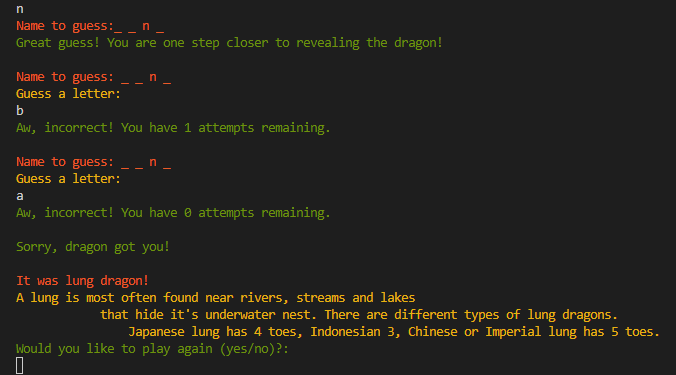 n
Name to guess:_ _ n _
Great guess! You are one step closer to revealing the dragon!
Name to guess: _ _ n _
Guess a letter:
b
Aw, incorrect! You have 1 attempts remaining.
Name to guess: _ _ n _
Guess a letter:
a
Aw, incorrect! You have 0 attempts remaining.
Sorry, dragon got you!
It was lung dragon!
A lung is most often found near rivers, streams and lakes
that hide it's underwater nest. There are different types of lung dragons.
Japanese lung has 4 toes, Indonesian 3, Chinese or Imperial lung has 5 toes.
Would you like to play again (yes/no)?: